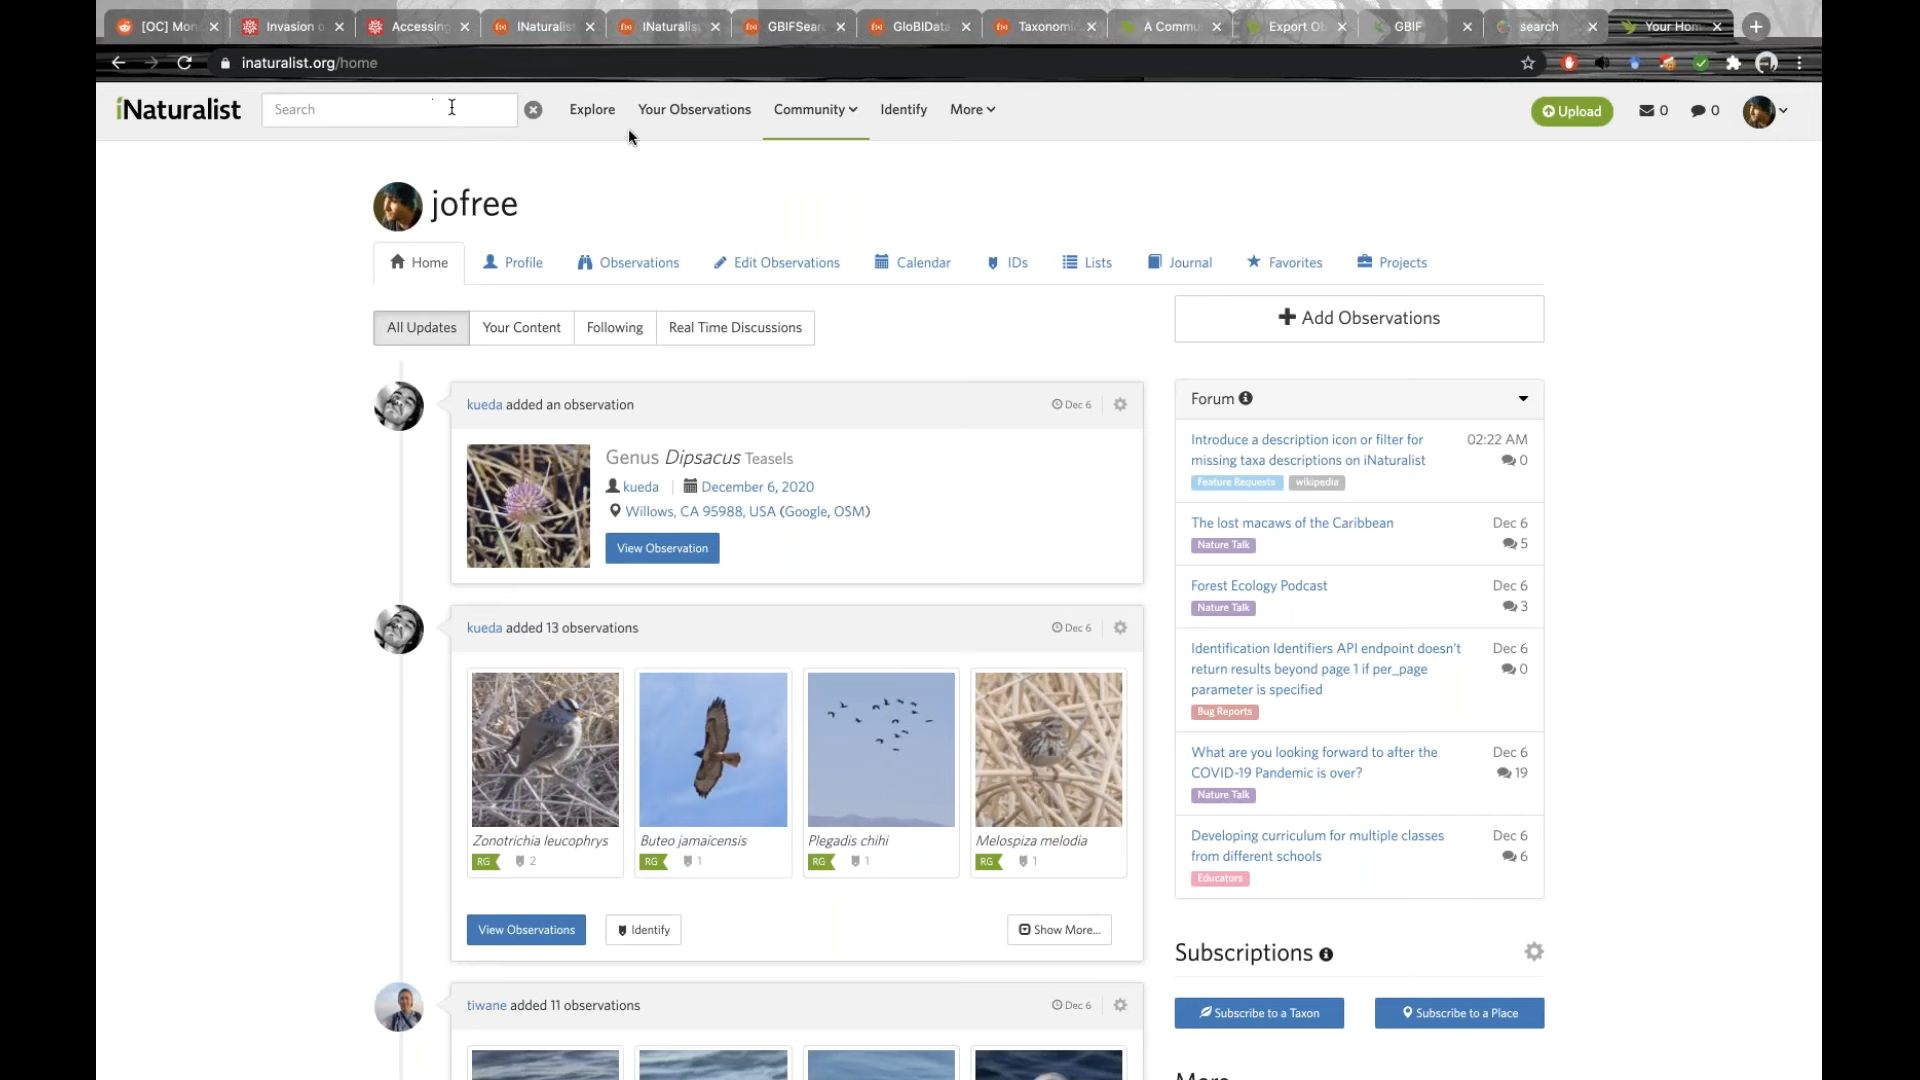 [OC] Mon
Invasion o
Accessing
INaturalis
INaturalis
GBIFSear
GloBIData
Taxonomi
A Commu
Export Ob
GBIF
search
Your Hom
inaturalist.org/home
iNaturalist
Search
Explore
Your Observations
Community
Identify
More
Upload
0
0
jofree
Home
Profile
Observations
Edit Observations
Calendar
IDs
Lists
Journal
Favorites
Projects
All Updates
Your Content
Following
Real Time Discussions
Add Observations
kueda added an observation
Dec 6
Genus Dipsacus Teasels
kueda
December 6, 2020
Willows, CA 95988, USA (Google, OSM)
View Observation
kueda added 13 observations
Dec 6
Zonotrichia leucophrys
RG 2
Buteo jamaicensis
RG 1
Plegadis chihi
RG 1
Melospiza melodia
RG 1
View Observations
Identify
Show More...
tiwane added 11 observations
Dec 6
Forum
Introduce a description icon or filter for 02:22 AM
missing taxa descriptions on iNaturalist 0
Feature Requests wikipedia
The lost macaws of the Caribbean Dec 6
Nature Talk 5
Forest Ecology Podcast Dec 6
Nature Talk 3
Identification Identifiers API endpoint doesn't Dec 6
return results beyond page 1 if per_page 0
parameter is specified
Bug Reports
What are you looking forward to after the Dec 6
COVID-19 Pandemic is over? 19
Nature Talk
Developing curriculum for multiple classes Dec 6
from different schools 6
Educators
Subscriptions
Subscribe to a Taxon
Subscribe to a Place
More